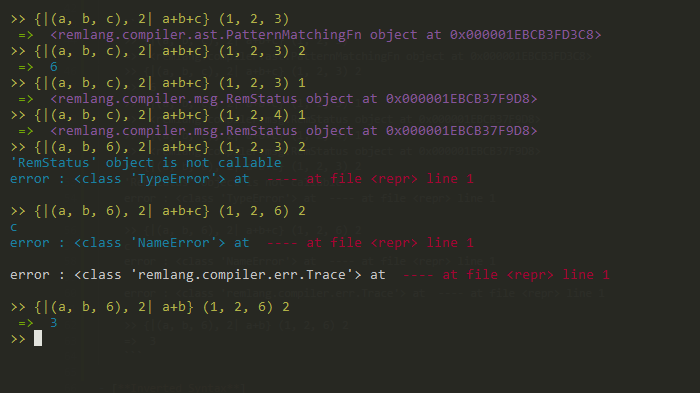 >> {|(a, b, c), 2| a+b+c} (1, 2, 3)
=> <remlang.compiler.ast.PatternMatchingFn object at 0x000001EBCB3FD3C8>
>> {|(a, b, c), 2| a+b+c} (1, 2, 3) 2
=> 6
>> {|(a, b, c), 2| a+b+c} (1, 2, 3) 1
=> <remlang.compiler.msg.RemStatus object at 0x000001EBCB37F9D8>
>> {|(a, b, c), 2| a+b+c} (1, 2, 4) 1
=> <remlang.compiler.msg.RemStatus object at 0x000001EBCB37F9D8>
>> {|(a, b, 6), 2| a+b+c} (1, 2, 3) 2
'RemStatus' object is not callable
error : <class 'TypeError'> at ---- at file <repr> line 1
>> {|(a, b, 6), 2| a+b+c} (1, 2, 6) 2
c
error : <class 'NameError'> at ---- at file <repr> line 1
error : <class 'remlang.compiler.err.Trace'> at ---- at file <repr> line 1
>> {|(a, b, 6), 2| a+b} (1, 2, 6) 2
=> 3
>>